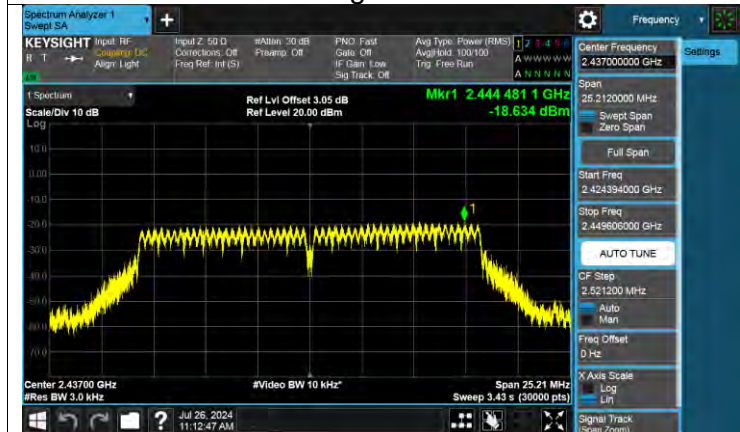 Spectrum Analyzer 1
Swept SA
+
Frequency
KEYSIGHT
R T
Input: RF
Coupling: DC
Align: Light
Input Z: 50 Ω
Corrections: Off
Freq Ref: Int (S)
#Atten: 30 dB
Preamp: Off
PNO: Fast
Gate: Off
IF Gain: Low
Sig Track: Off
Avg Type: Power (RMS)
Avg|Hold: 100/100
Trig: Free Run
1 2 3 4 5 6
A W W W W W
A N N N N N
1 Spectrum
Scale/Div 10 dB
Ref Lvl Offset 3.05 dB
Ref Level 20.00 dBm
Mkr1 2.444 481 1 GHz
-18.634 dBm
Log
10.0
0.00
-10.0
-20.0
-30.0
-40.0
-50.0
-60.0
-70.0
1
Center 2.43700 GHz
#Res BW 3.0 kHz
#Video BW 10 kHz*
Span 25.21 MHz
Sweep 3.43 s (30000 pts)
Center Frequency
2.437000000 GHz
Settings
Span
25.2120000 MHz
Swept Span
Zero Span
Full Span
Start Freq
2.424394000 GHz
Stop Freq
2.449606000 GHz
AUTO TUNE
CF Step
2.521200 MHz
Auto
Man
Freq Offset
0 Hz
X Axis Scale
Log
Lin
Signal Track
(Span Zoom)
?
Jul 26, 2024
11:12:47 AM